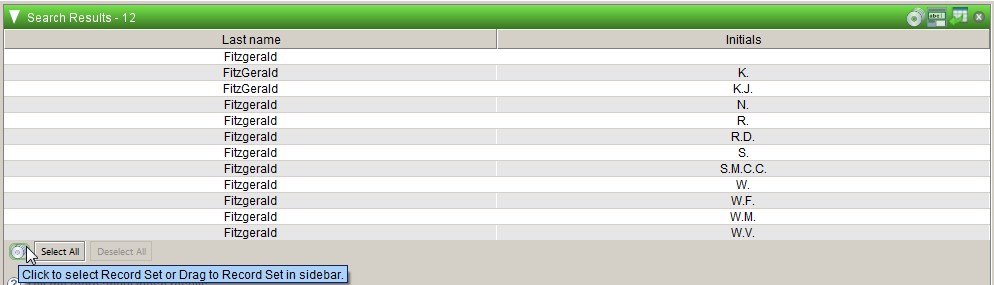 Search Results - 12
Last name Initials
Fitzgerald
FitzGerald K.
FitzGerald K.J.
Fitzgerald N.
Fitzgerald R.
Fitzgerald R.D.
Fitzgerald S.
Fitzgerald S.M.C.C.
Fitzgerald W.
Fitzgerald W.F.
Fitzgerald W.M.
Fitzgerald W.V.
Select All Deselect All
Click to select Record Set or Drag to Record Set in sidebar.